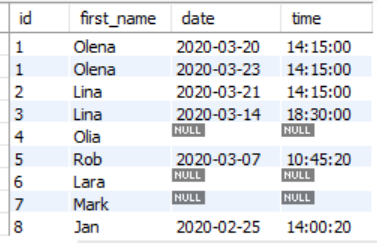 id first_name date time
1 Olena 2020-03-20 14:15:00
1 Olena 2020-03-23 14:15:00
2 Lina 2020-03-21 14:15:00
3 Lina 2020-03-14 18:30:00
4 Olia NULL NULL
5 Rob 2020-03-07 10:45:20
6 Lara NULL NULL
7 Mark NULL NULL
8 Jan 2020-02-25 14:00:20